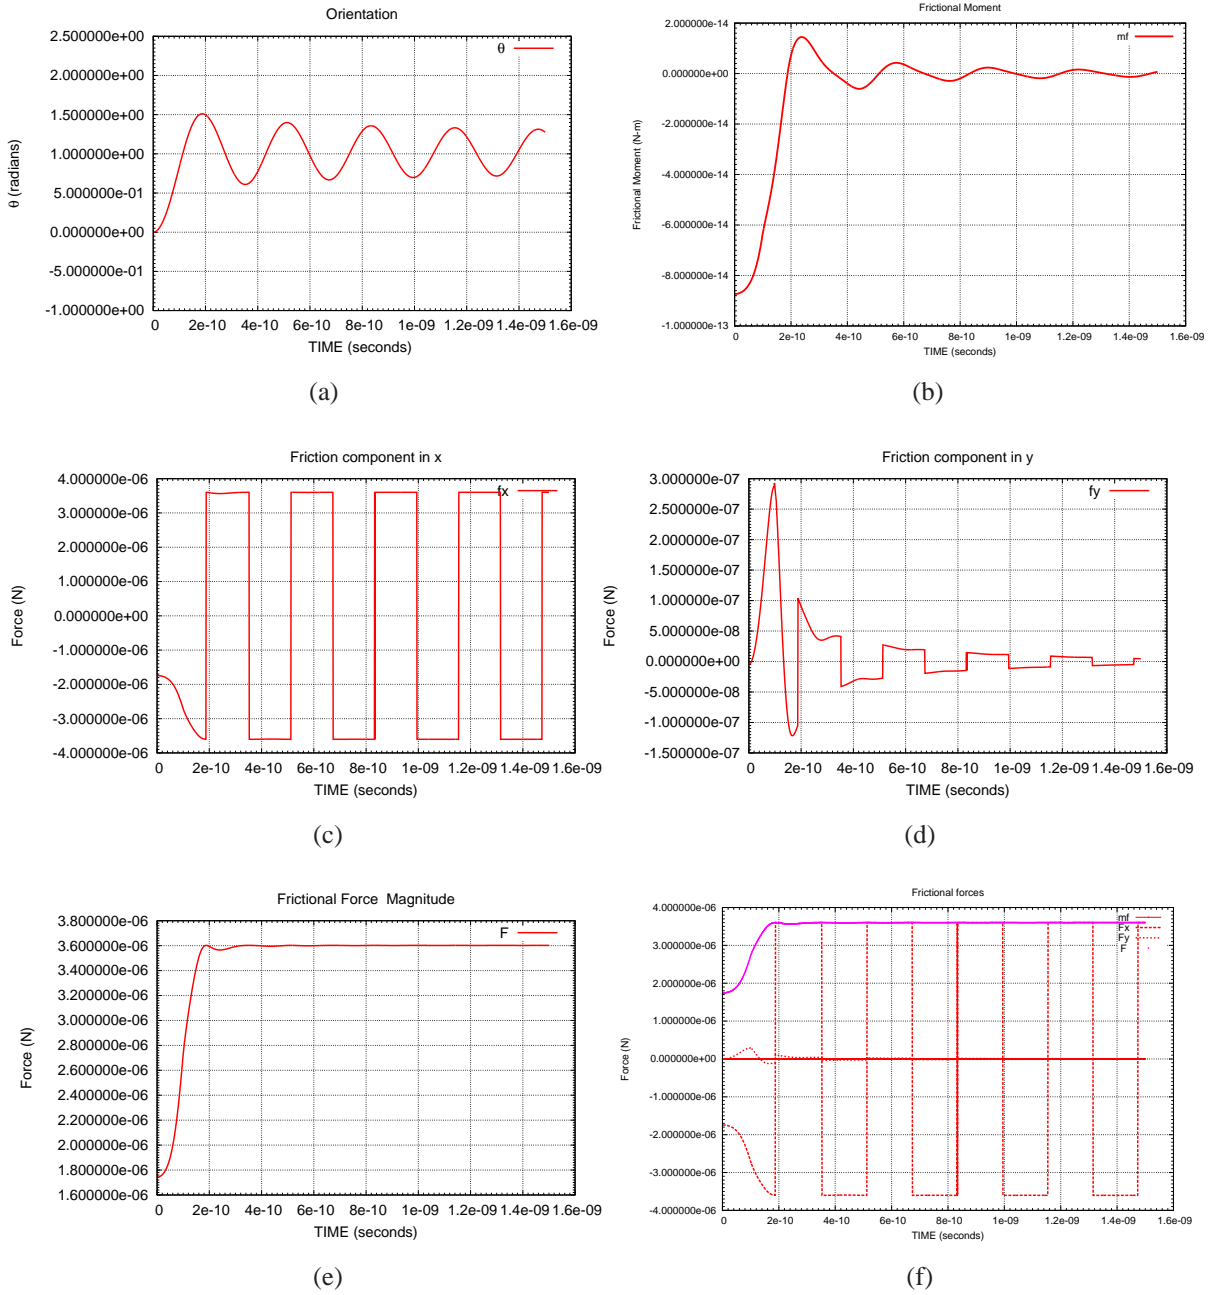 Orientation
2.500000e+00
2.000000e+00
1.500000e+00
1.000000e+00
5.000000e-01
0.000000e+00
-5.000000e-01
-1.000000e+00
θ
θ (radians)
0 2e-10 4e-10 6e-10 8e-10 1e-09 1.2e-09 1.4e-09 1.6e-09
TIME (seconds)
(a)
Frictional Moment
2.000000e-14
0.000000e+00
-2.000000e-14
-4.000000e-14
-6.000000e-14
-8.000000e-14
-1.000000e-13
mf
Frictional Moment (N-m)
0 2e-10 4e-10 6e-10 8e-10 1e-09 1.2e-09 1.4e-09 1.6e-09
TIME (seconds)
(b)
Friction component in x
4.000000e-06
3.000000e-06
2.000000e-06
1.000000e-06
0.000000e+00
-1.000000e-06
-2.000000e-06
-3.000000e-06
-4.000000e-06
fx
Force (N)
0 2e-10 4e-10 6e-10 8e-10 1e-09 1.2e-09 1.4e-09 1.6e-09
TIME (seconds)
(c)
Friction component in y
3.000000e-07
2.500000e-07
2.000000e-07
1.500000e-07
1.000000e-07
5.000000e-08
0.000000e+00
-5.000000e-08
-1.000000e-07
-1.500000e-07
fy
Force (N)
0 2e-10 4e-10 6e-10 8e-10 1e-09 1.2e-09 1.4e-09 1.6e-09
TIME (seconds)
(d)
Frictional Force Magnitude
3.800000e-06
3.600000e-06
3.400000e-06
3.200000e-06
3.000000e-06
2.800000e-06
2.600000e-06
2.400000e-06
2.200000e-06
2.000000e-06
1.800000e-06
1.600000e-06
F
Force (N)
0 2e-10 4e-10 6e-10 8e-10 1e-09 1.2e-09 1.4e-09 1.6e-09
TIME (seconds)
(e)
Frictional forces
4.000000e-06
3.000000e-06
2.000000e-06
1.000000e-06
0.000000e+00
-1.000000e-06
-2.000000e-06
-3.000000e-06
-4.000000e-06
mf
Fx
Fy
F
Force (N)
0 2e-10 4e-10 6e-10 8e-10 1e-09 1.2e-09 1.4e-09 1.6e-09
TIME (seconds)
(f)